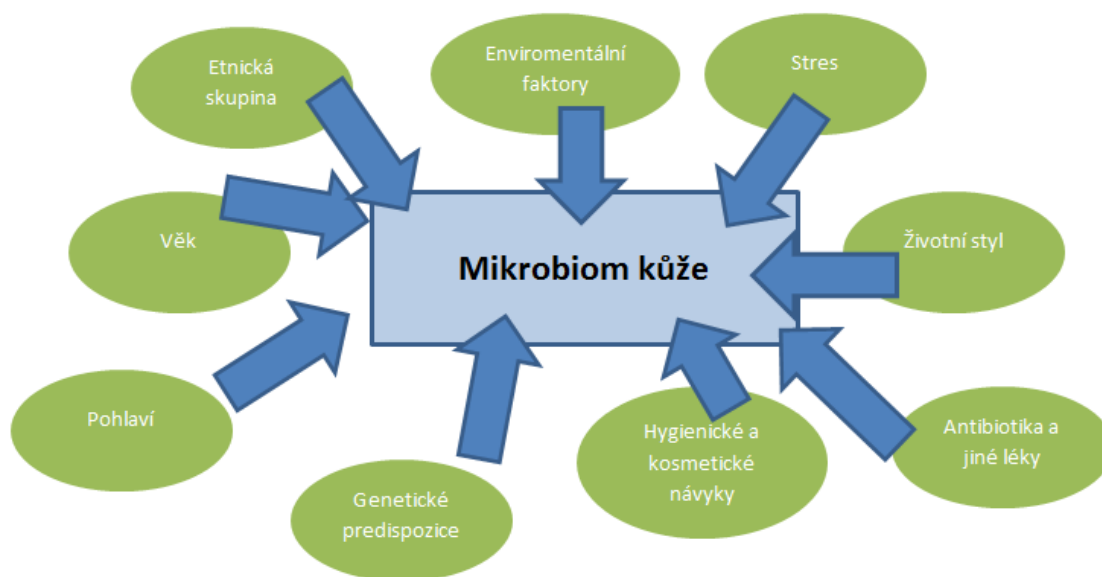 Etnická
skupina
Enviromentální
faktory
Stres
Věk
Mikrobiom kůže
Životní styl
Pohlaví
Genetické
predispozice
Hygienické a
kosmetické
návyky
Antibiotika a
jiné léky